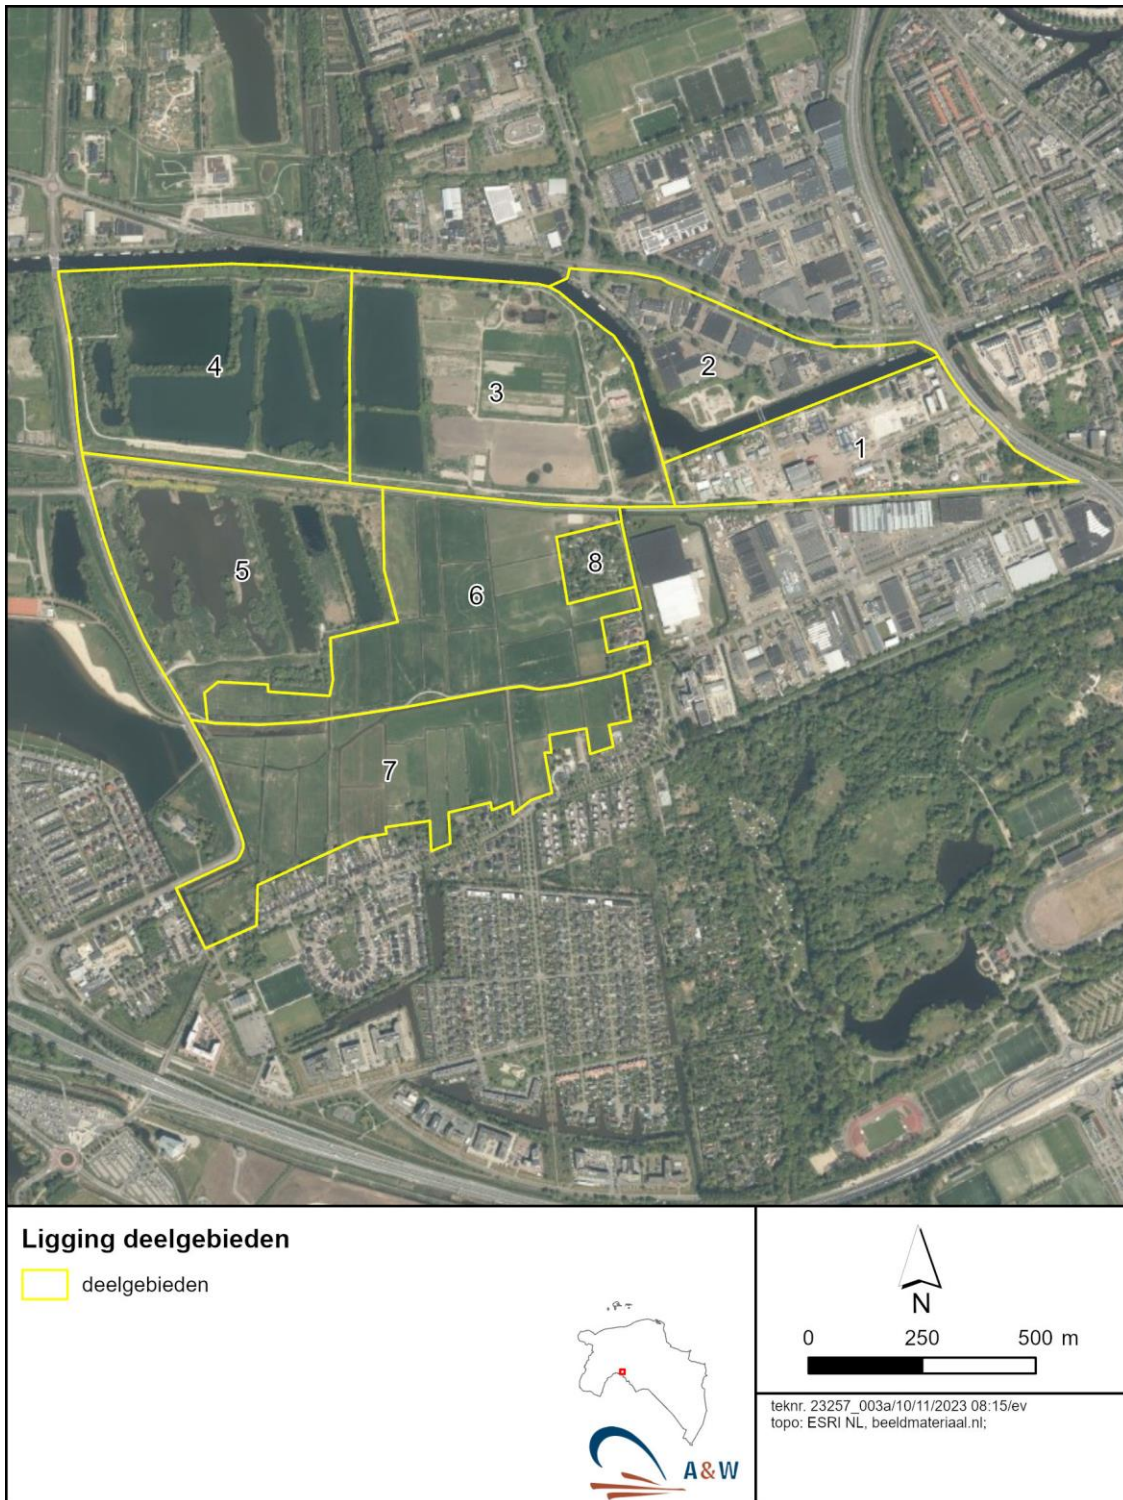 4
3
2
1
5
6
8
7
Ligging deelgebieden
deelgebieden
N
0 250 500 m
A&W
teknr. 23257_003a/10/11/2023 08:15/ev
topo: ESRI NL, beeldmateriaal.nl;